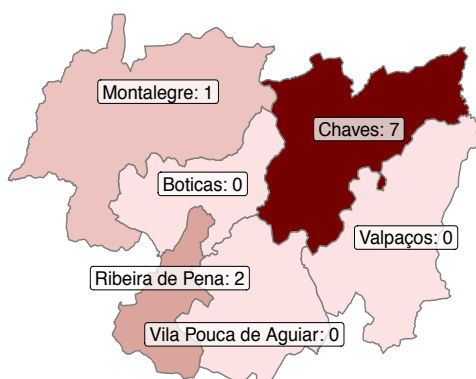 Montalegre: 1
Chaves: 7
Boticas: 0
Valpaços: 0
Ribeira de Pena: 2
Vila Pouca de Aguiar: 0